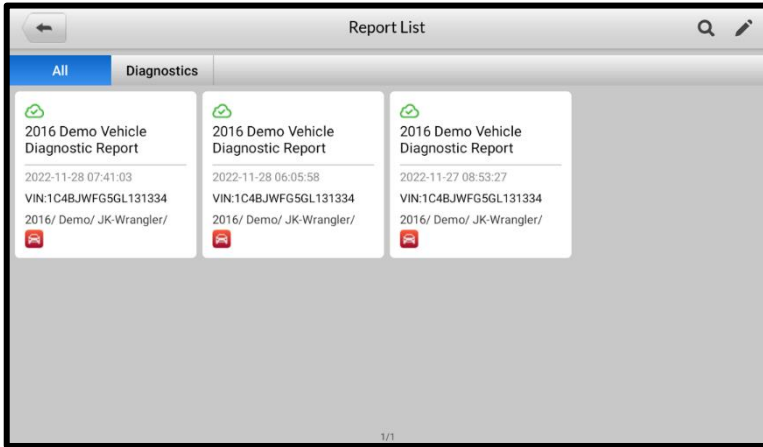 Report List
All
Diagnostics
2016 Demo Vehicle
Diagnostic Report
2022-11-28 07:41:03
VIN:1C4BJWFG5GL131334
2016/ Demo/ JK-Wrangler/
2016 Demo Vehicle
Diagnostic Report
2022-11-28 06:05:58
VIN:1C4BJWFG5GL131334
2016/ Demo/ JK-Wrangler/
2016 Demo Vehicle
Diagnostic Report
2022-11-27 08:53:27
VIN:1C4BJWFG5GL131334
2016/ Demo/ JK-Wrangler/
1/1